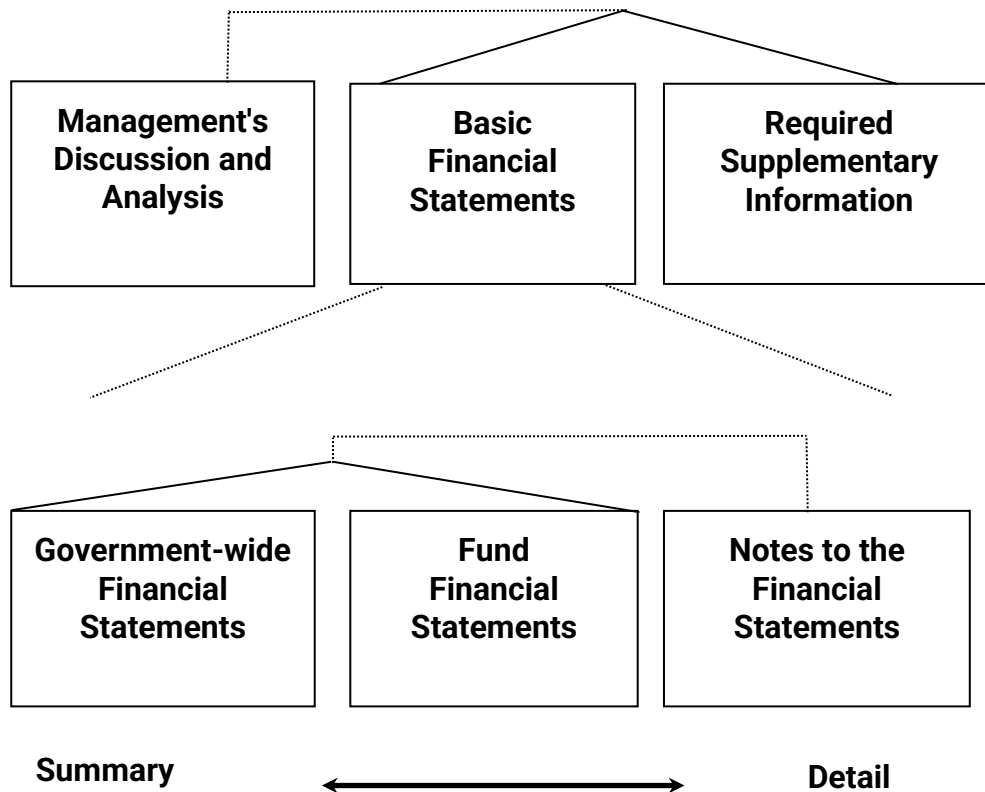 Management's
Discussion and
Analysis
Basic
Financial
Statements
Required
Supplementary
Information
Government-wide
Financial
Statements
Fund
Financial
Statements
Notes to the
Financial
Statements
Summary
Detail